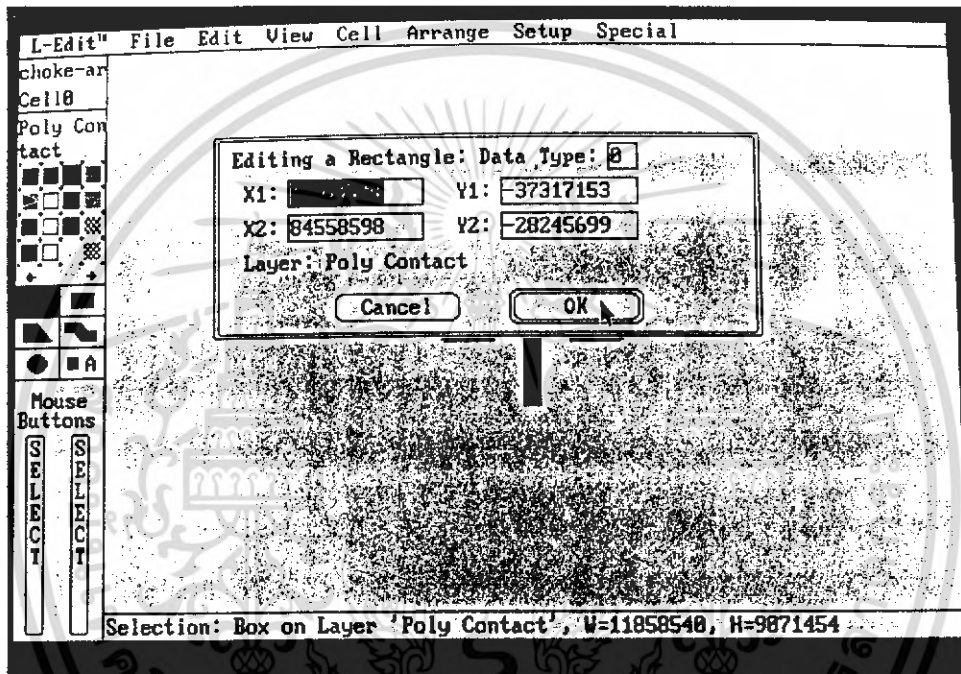 L-Edit™ File Edit View Cell Arrange Setup Special
choke-ar
Cell0
Poly Con
tact
Editing a Rectangle: Data Type: 0
X1: Y1: -37317153
X2: 84558598 Y2: -28245699
Layer: Poly Contact
Cancel OK
A
Mouse
Buttons
SELECT
SELECT
Selection: Box on Layer 'Poly Contact', W=11858540, H=9071454